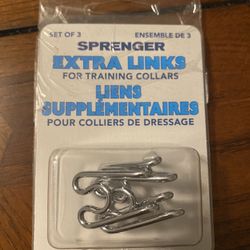 SET OF 3 ENSEMBLE DE 3
SPRENGER
EXTRA LINKS
FOR TRAINING COLLARS
LIENS
SUPPLÉMENTAIRES
POUR COLLIERS DE DRESSAGE